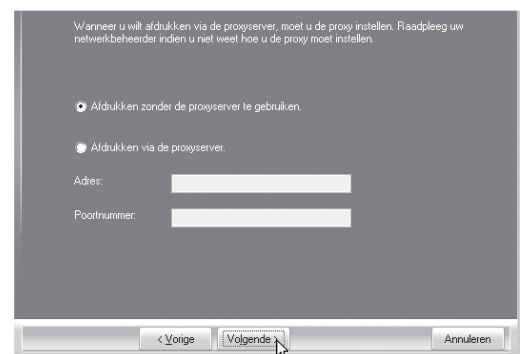 Wanneer u wilt afdrukken via de proxyserver, moet u de proxy instellen. Raadpleeg uw
netwerkbeheerder indien u niet weet hoe u de proxy moet instellen.
Afdrukken zonder de proxyserver te gebruiken.
Afdrukken via de proxyserver.
Adres:
Poortnummer:
< Vorige
Volgende >
Annuleren